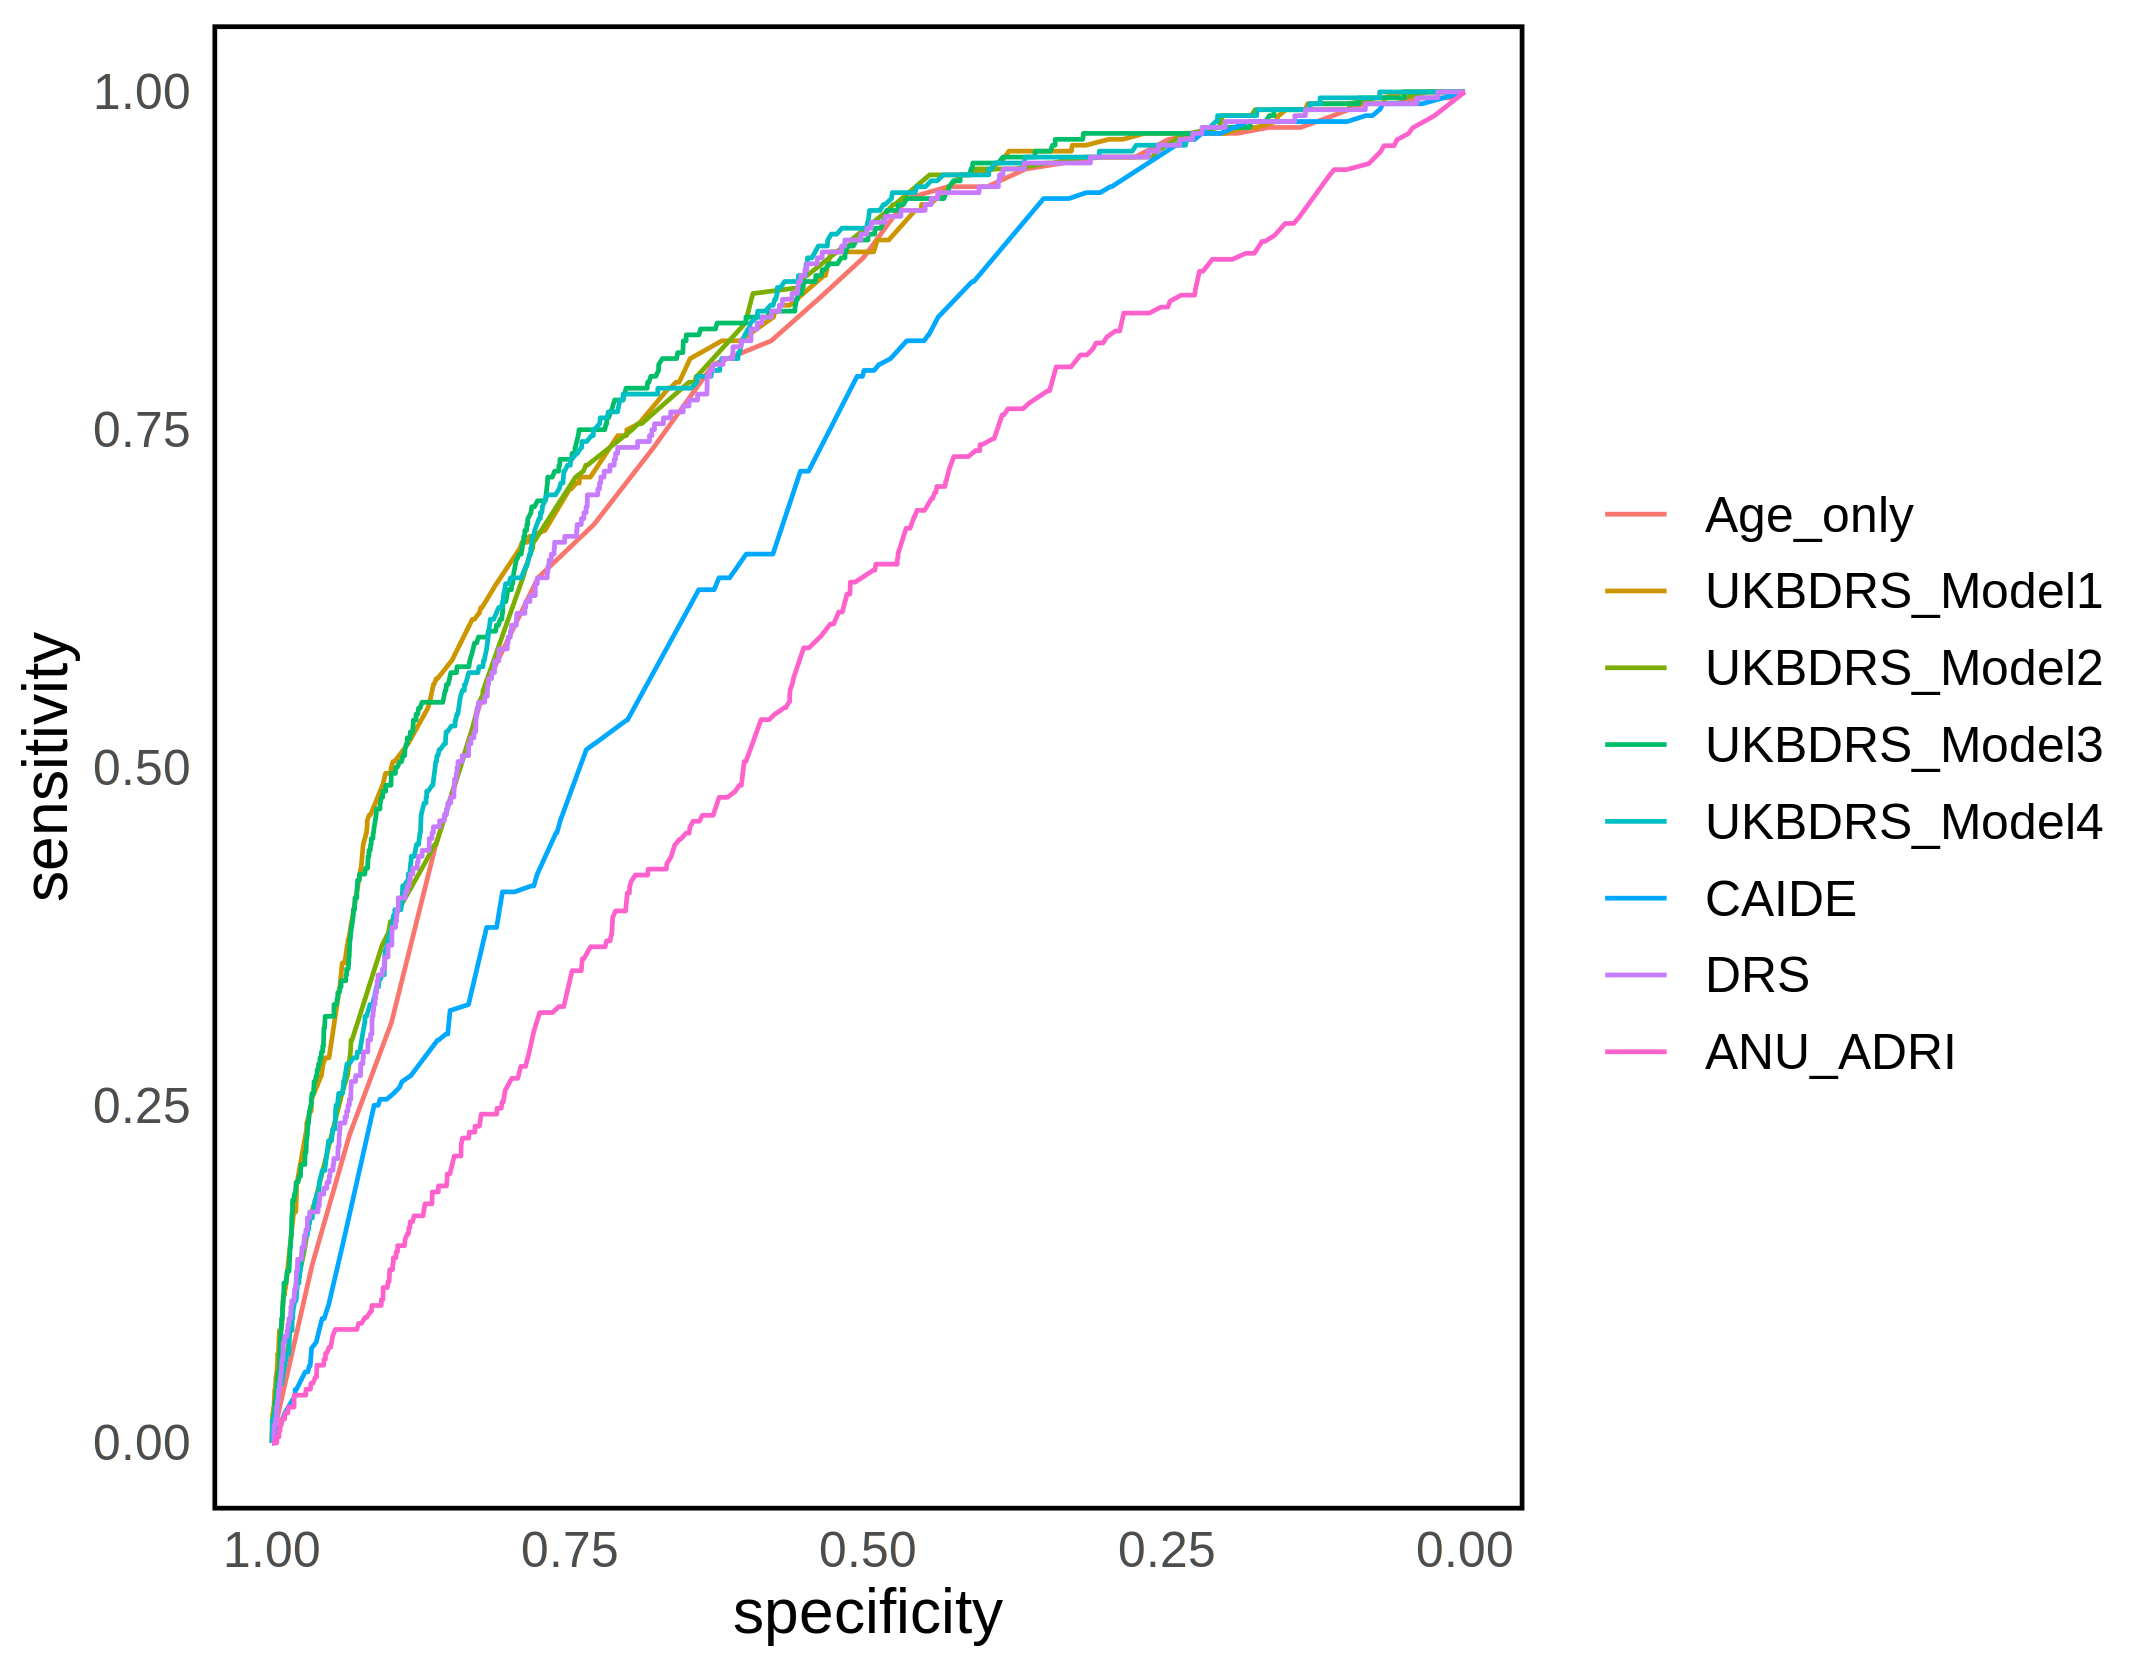 1.00
0.75
0.50
0.25
0.00
sensitivity
1.00 0.75 0.50 0.25 0.00
specificity
Age_only
UKBDRS_Model1
UKBDRS_Model2
UKBDRS_Model3
UKBDRS_Model4
CAIDE
DRS
ANU_ADRI